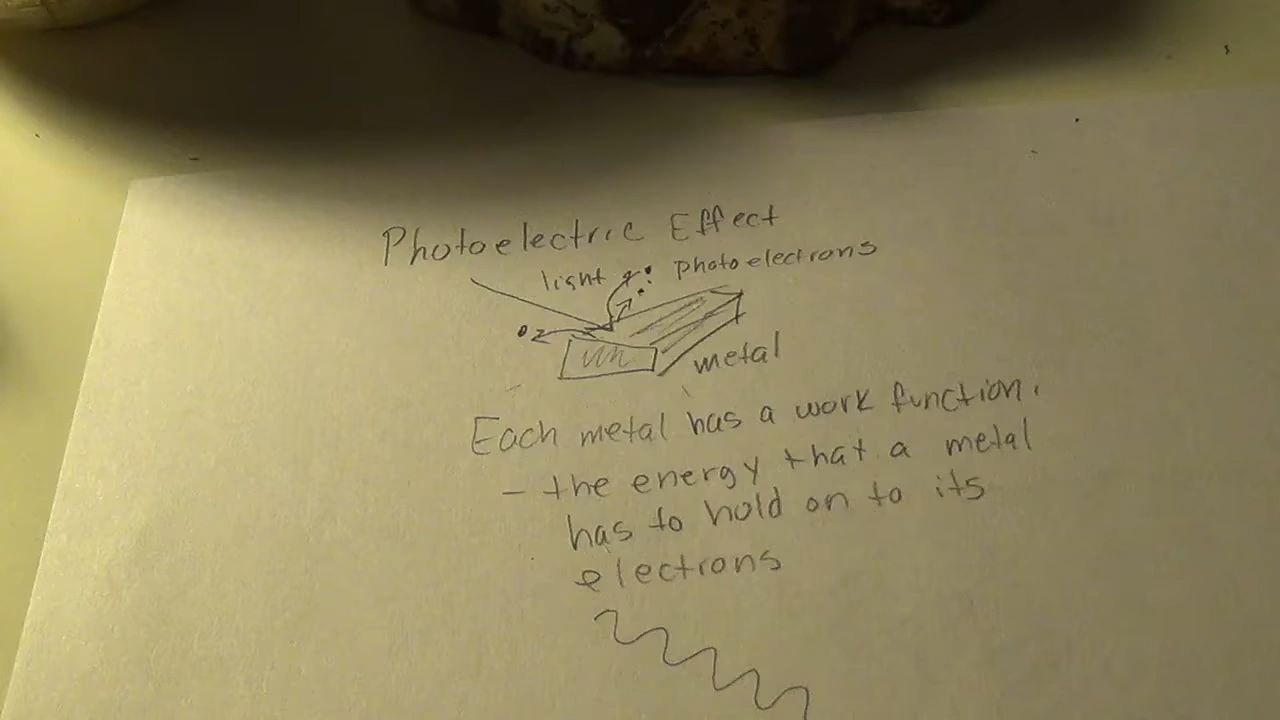 Photoelectric Effect
light photoelectrons
metal
Each metal has a work function.
- the energy that a metal
has to hold on to its
electrons